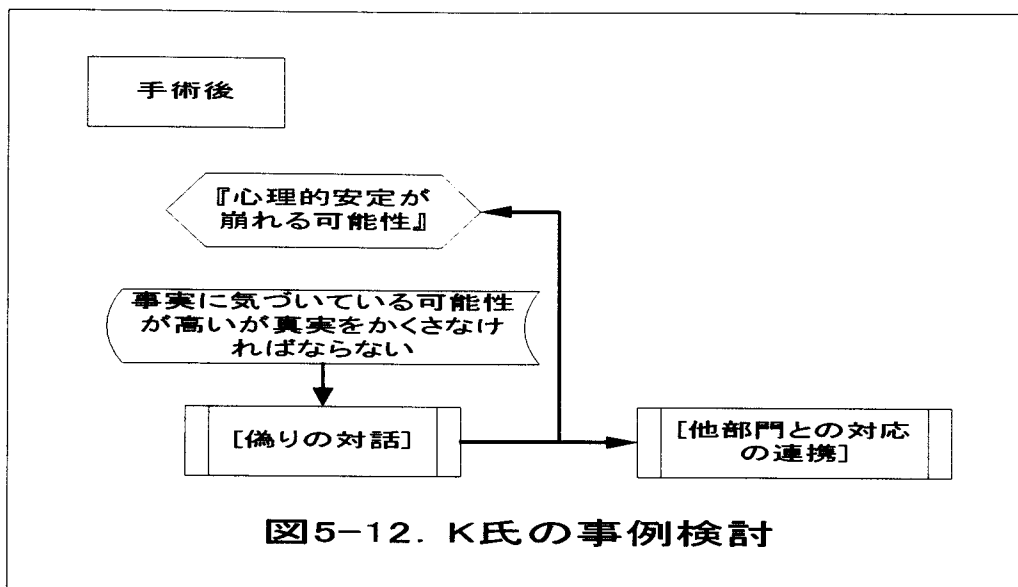 手術後
『心理的安定が
崩れる可能性』
事実に気づいている可能性
が高いが真実をかくさなけ
ればならない
[偽りの対話]
[他部門との対応
の連携]
図5-12. K氏の事例検討